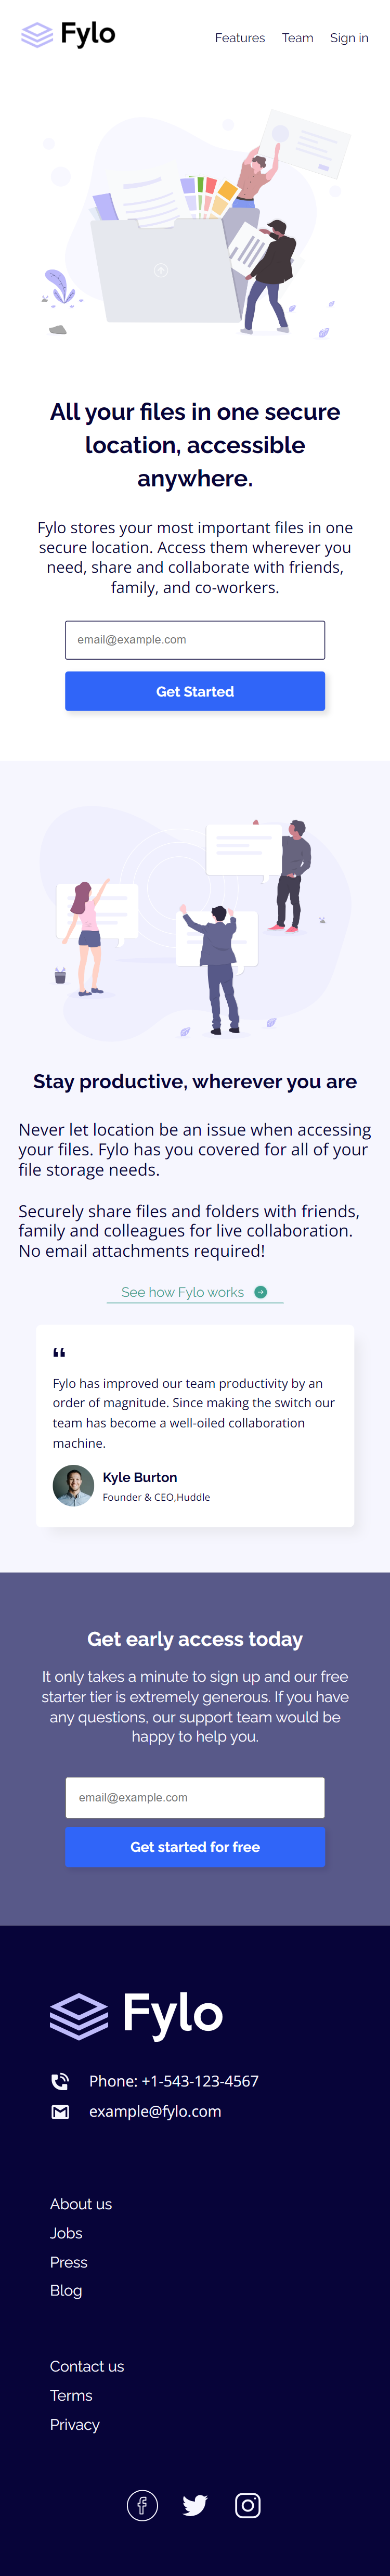 Fylo
Features Team Sign in
All your files in one secure
location, accessible
anywhere.
Fylo stores your most important files in one
secure location. Access them wherever you
need, share and collaborate with friends,
family, and co-workers.
email@example.com
Get Started
Stay productive, wherever you are
Never let location be an issue when accessing
your files. Fylo has you covered for all of your
file storage needs.
Securely share files and folders with friends,
family and colleagues for live collaboration.
No email attachments required!
See how Fylo works
“
Fylo has improved our team productivity by an
order of magnitude. Since making the switch our
team has become a well-oiled collaboration
machine.
Kyle Burton
Founder & CEO,Huddle
Get early access today
It only takes a minute to sign up and our free
starter tier is extremely generous. If you have
any questions, our support team would be
happy to help you.
email@example.com
Get started for free
Fylo
Phone: +1-543-123-4567
example@fylo.com
About us
Jobs
Press
Blog
Contact us
Terms
Privacy